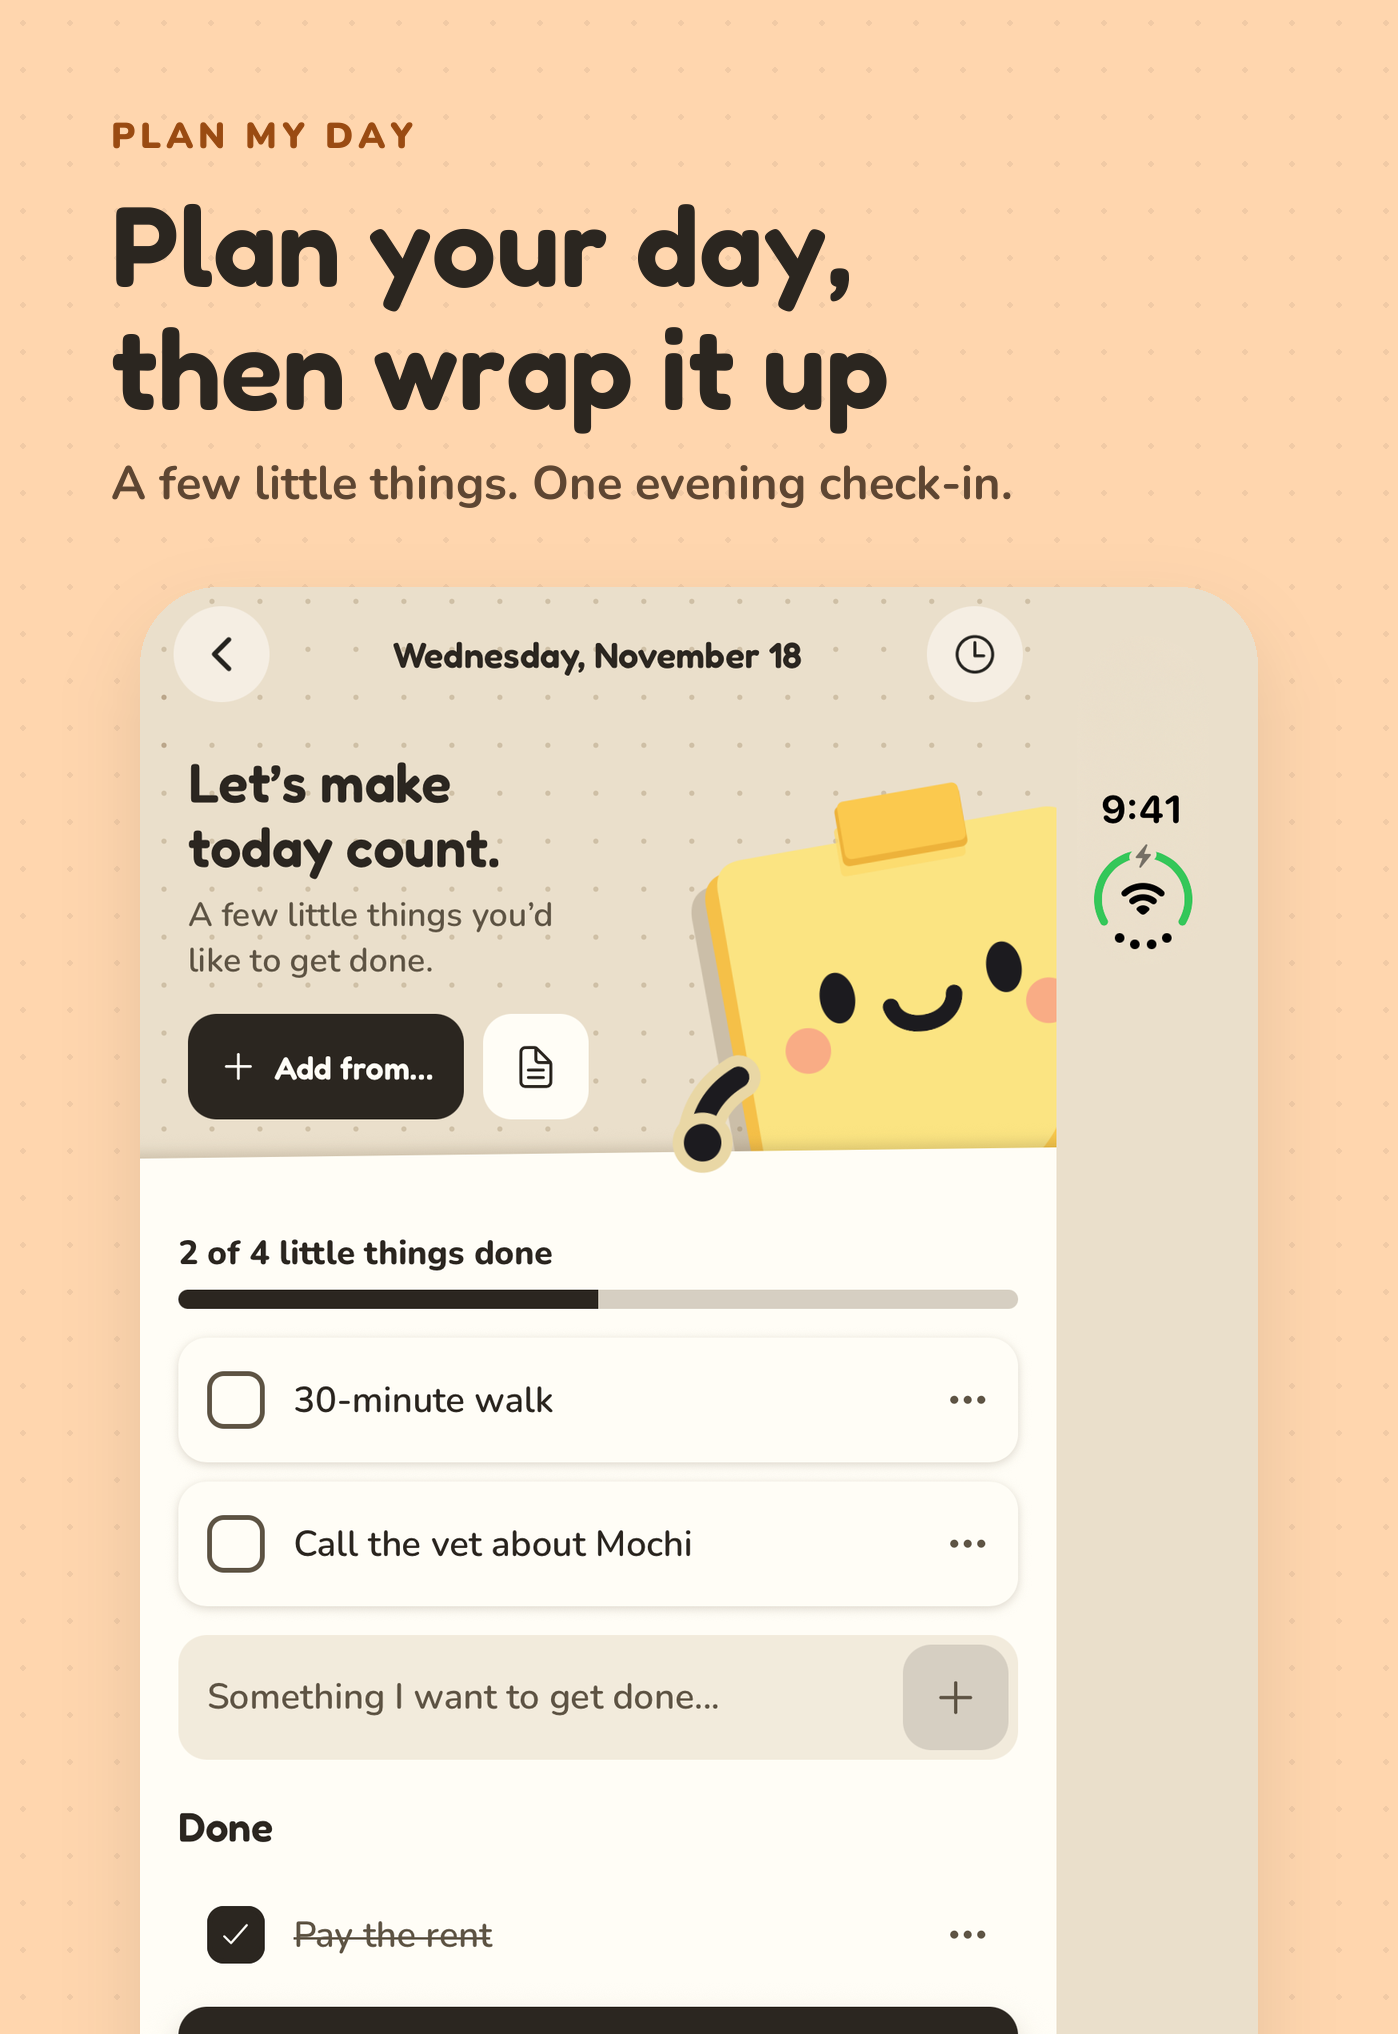 PLAN MY DAY
Plan your day,
then wrap it up
A few little things. One evening check-in.
Wednesday, November 18
Let’s make
today count.
A few little things you’d
like to get done.
Add from...
9:41
2 of 4 little things done
30-minute walk
Call the vet about Mochi
Something I want to get done...
Done
Pay the rent